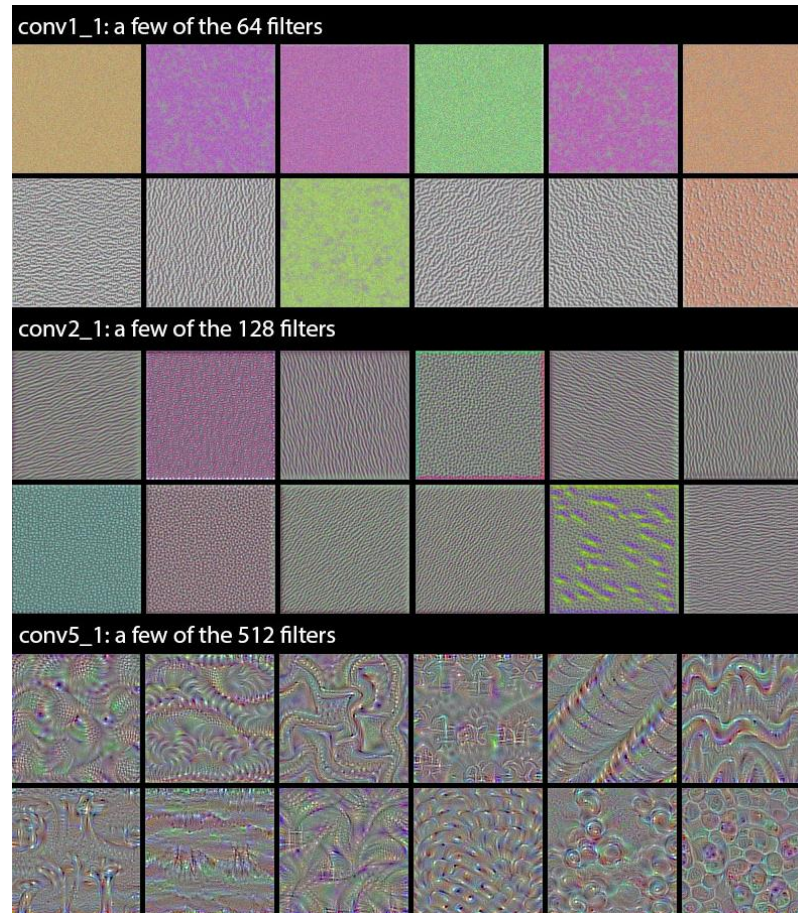 conv1_1: a few of the 64 filters
conv2_1: a few of the 128 filters
conv5_1: a few of the 512 filters